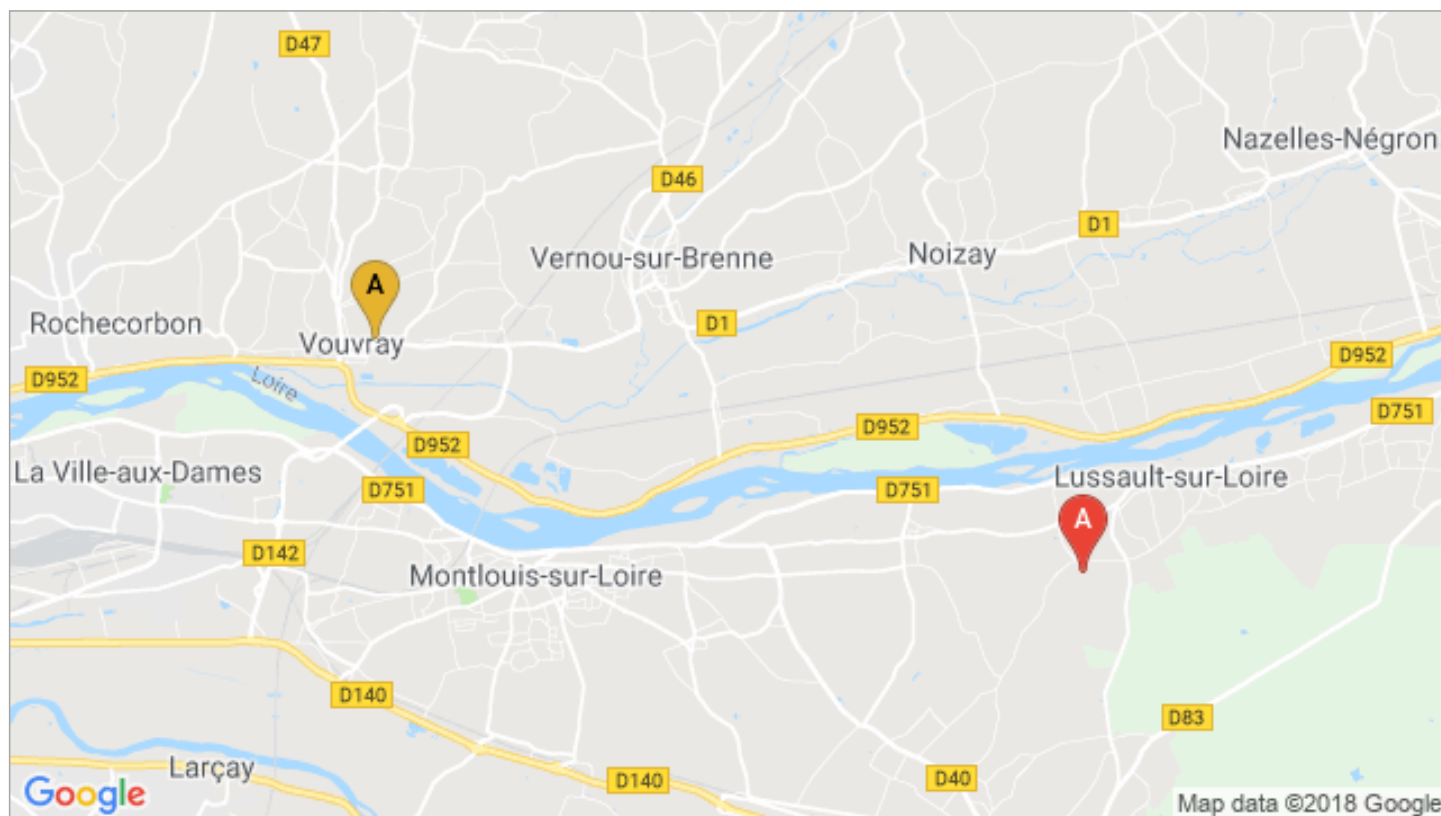 D47
Nazelles-Négron
D46
D1
Vernou-sur-Brenne
Noizay
A
Rochecorbon
D1
Vouvray
D952
D952
Loire
D751
D952
D952
La Ville-aux-Dames
Lussault-sur-Loire
D751
D751
A
D142
Montlouis-sur-Loire
D140
D83
Larçay
D140
D40
Google
Map data ©2018 Google